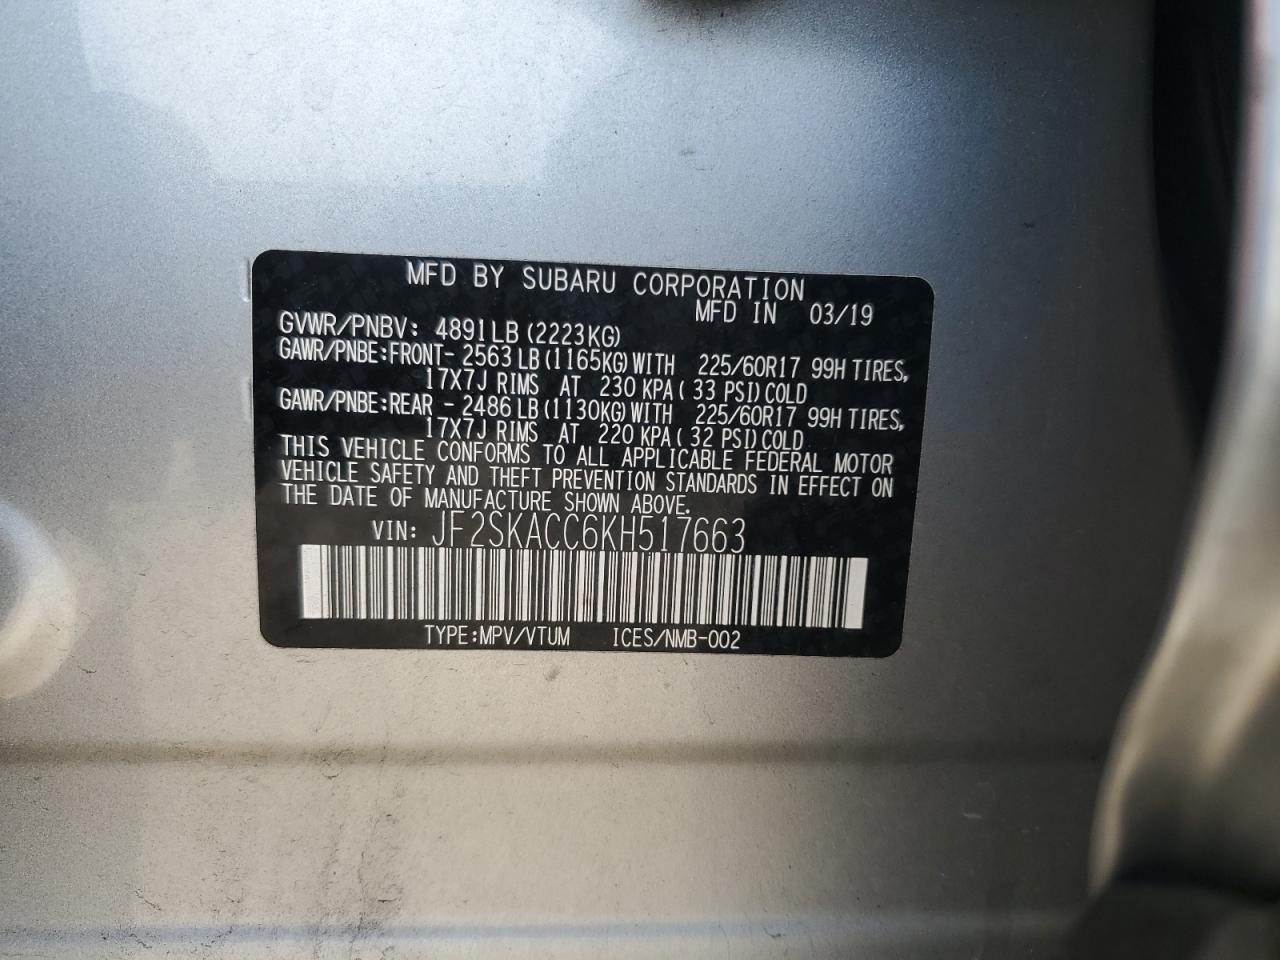 MFD BY SUBARU CORPORATION
MFD IN 03/19
GVWR/PNBV: 4891LB (2223KG)
GAWR/PNBE:FRONT- 2563 LB (1165KG) WITH 225/60R17 99H TIRES,
17X7J RIMS AT 230 KPA( 33 PSI) COLD
GAWR/PNBE:REAR - 2486 LB (1130KG) WITH 225/60R17 99H TIRES,
17X7J RIMS AT 220 KPA( 32 PSI) COLD
THIS VEHICLE CONFORMS TO ALL APPLICABLE FEDERAL MOTOR
VEHICLE SAFETY AND THEFT PREVENTION STANDARDS IN EFFECT ON
THE DATE OF MANUFACTURE SHOWN ABOVE.
VIN: JF2SKACC6KH517663
TYPE:MPV/VTUM ICES/NMB-002